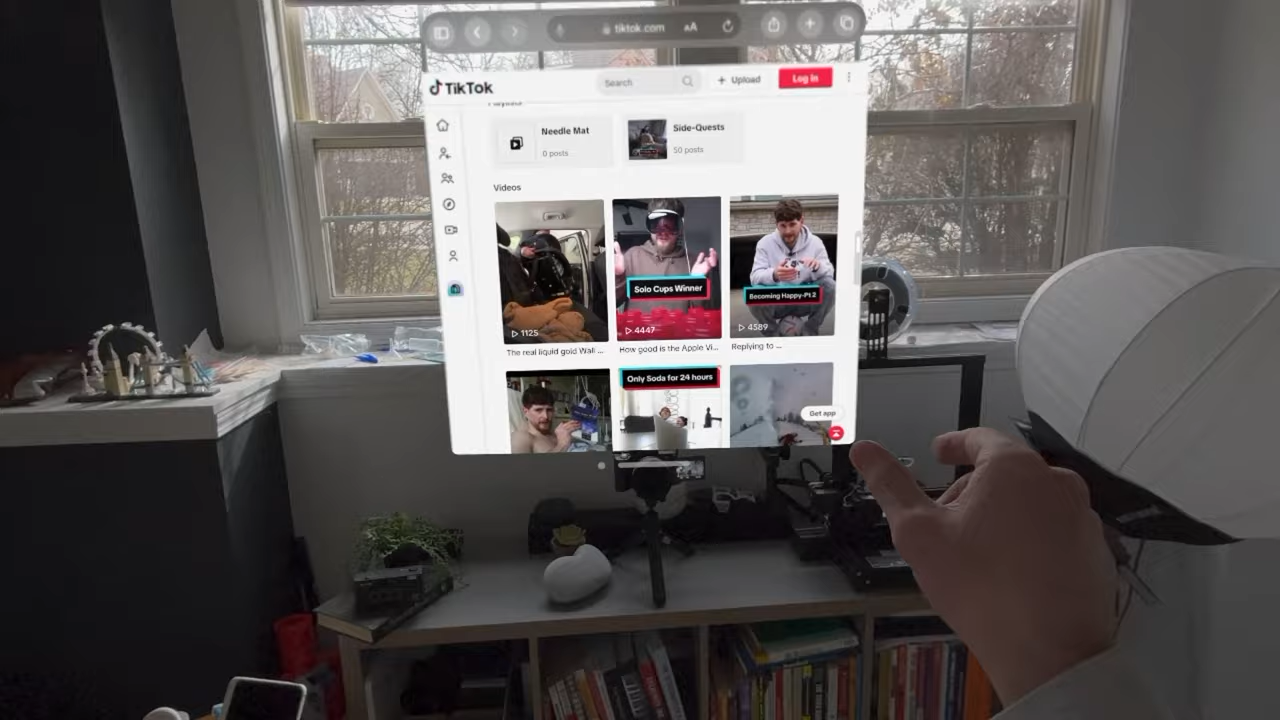 tiktok.com
AA
TikTok
Search
+ Upload
Log in
Playlists
Needle Mat
0 posts
Side-Quests
50 posts
Videos
1125
The real liquid gold Wall ...
Solo Cups Winner
4447
How good is the Apple Vi...
Becoming Happy-Pt 2
4589
Replying to ...
Only Soda for 24 hours
Get app